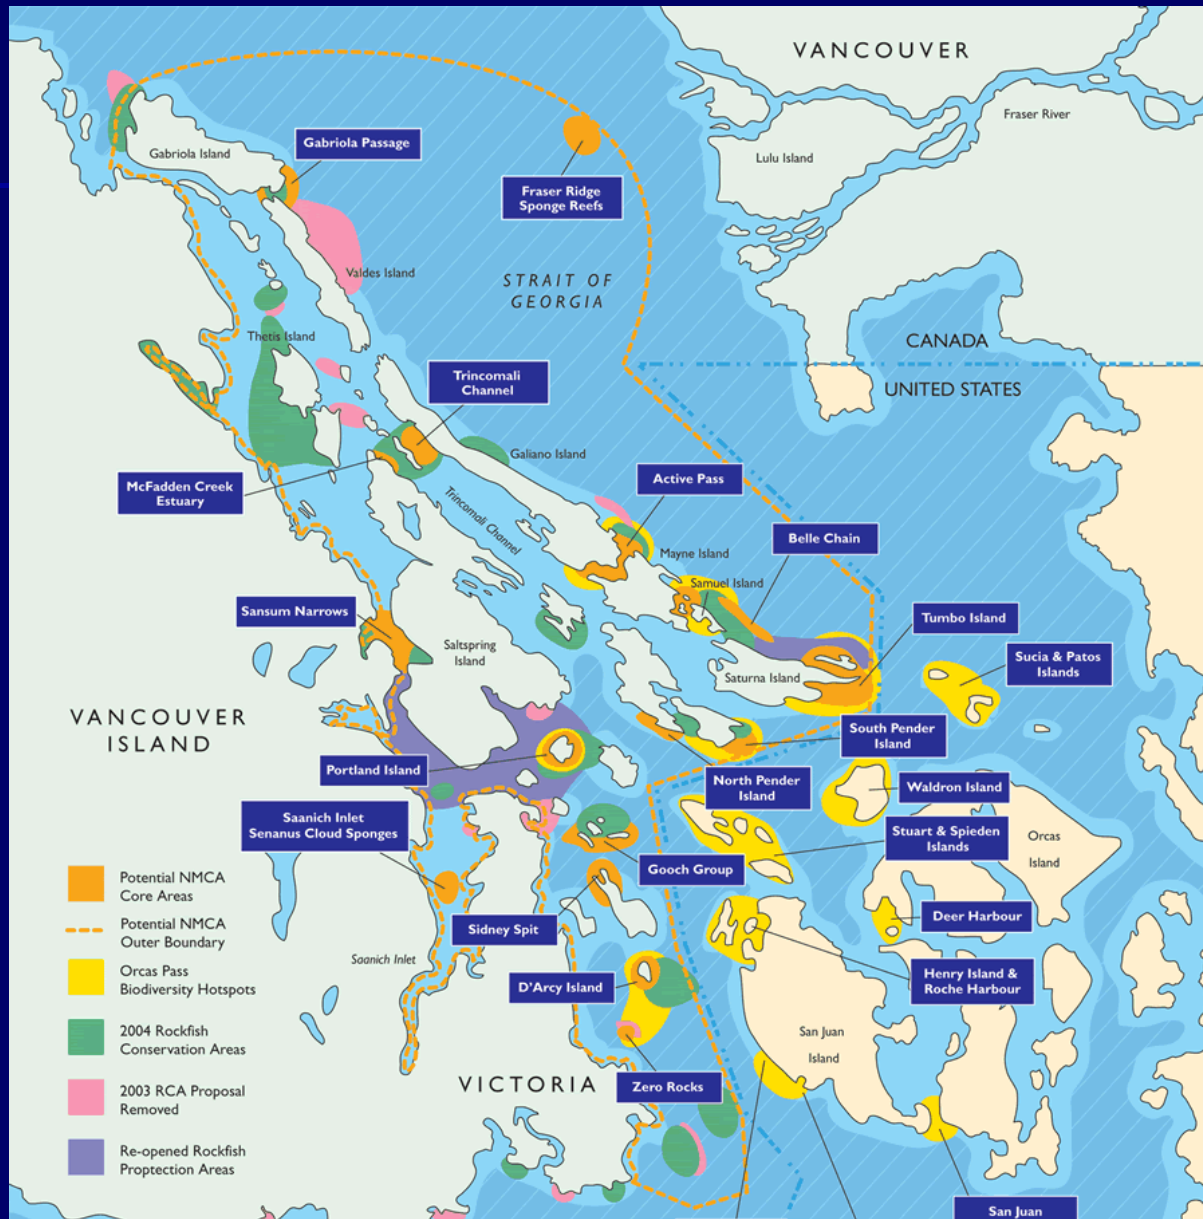 VANCOUVER
Fraser River
Gabriola Passage
Gabriola Island
Lulu Island
Fraser Ridge
Sponge Reefs
Valdes Island
STRAIT OF
GEORGIA
Thetis Island
CANADA
UNITED STATES
Trincomali
Channel
Galiano Island
McFadden Creek
Estuary
Active Pass
Trincomali Channel
Belle Chain
Mayne Island
Samuel Island
Sansum Narrows
Tumbo Island
Saltspring
Island
Sucia & Patos
Islands
Saturna Island
VANCOUVER
ISLAND
South Pender
Island
Portland Island
North Pender
Island
Waldron Island
Saanich Inlet
Senanus Cloud Sponges
Stuart & Spieden
Islands
Orcas
Island
Gooch Group
Potential NMCA
Core Areas
Potential NMCA
Outer Boundary
Sidney Spit
Deer Harbour
Saanich Inlet
Orcas Pass
Biodiversity Hotspots
D'Arcy Island
Henry Island &
Roche Harbour
2004 Rockfish
Conservation Areas
San Juan
Island
VICTORIA
Zero Rocks
2003 RCA Proposal
Removed
Re-opened Rockfish
Proptection Areas
San Juan